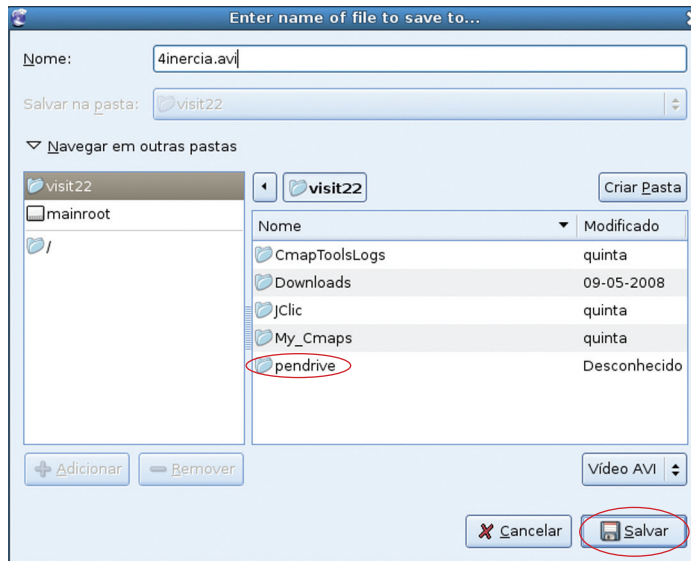 Enter name of file to save to...
Nome: 4inercia.avi
Salvar na pasta: visit22
Navegar em outras pastas
visit22
mainroot
/
visit22
Criar Pasta
Nome Modificado
CmapToolsLogs quinta
Downloads 09-05-2008
JClic quinta
My_Cmaps quinta
pendrive Desconhecido
Adicionar Remover
Vídeo AVI
Cancelar Salvar